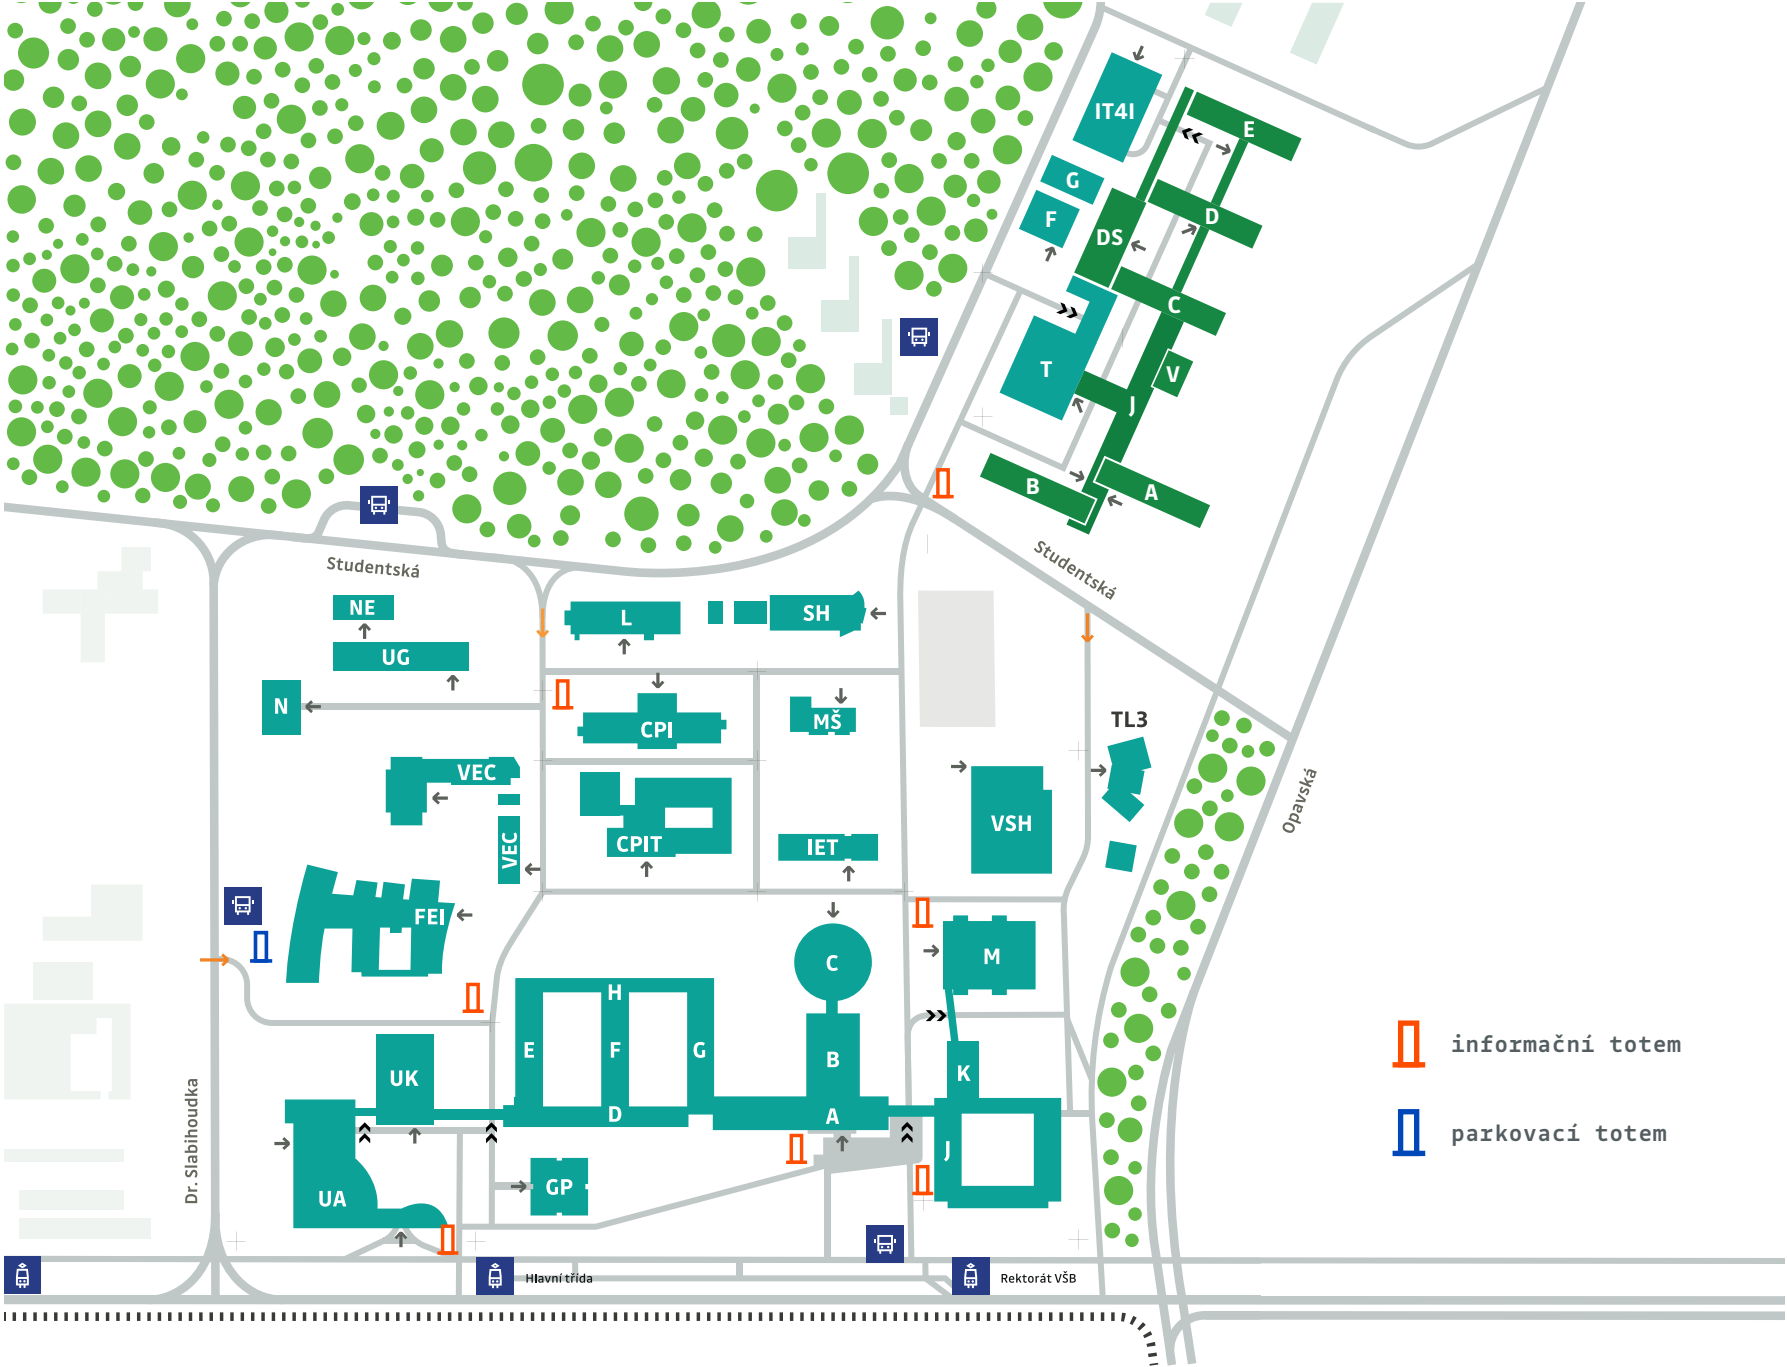 IT4I
E
G
F
D
DS
C
T
V
J
B
A
Studentská
Studentská
NE
L
SH
UG
N
CPI
MŠ
TL3
VEC
VSH
Opavská
CPIT
IET
VEC
FEI
C
M
H
E
F
G
B
UK
K
D
A
J
Dr. Slabihoudka
UA
GP
informační totem
parkovací totem
Hlavní třída
Rektorát VŠB